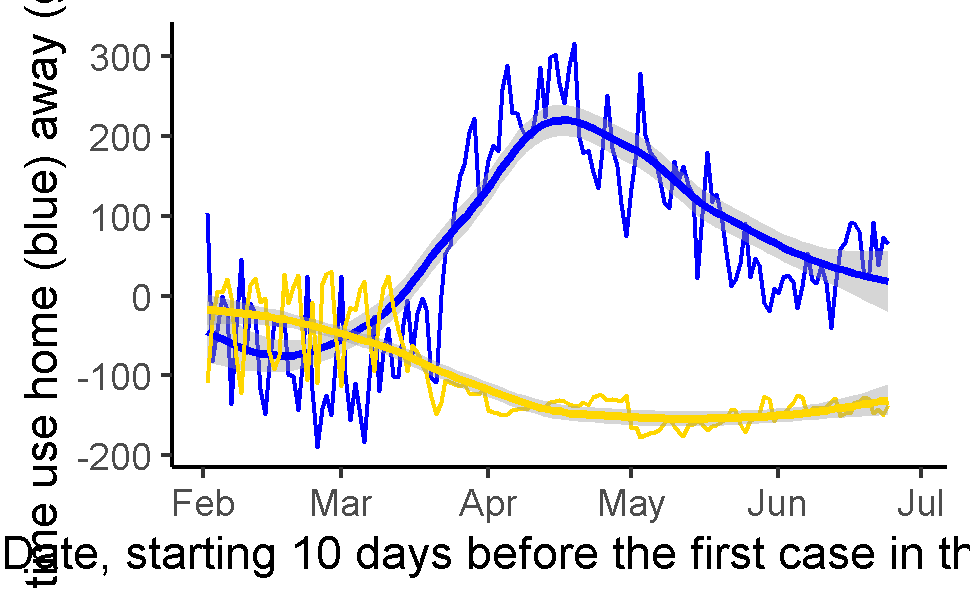 time use home (blue) away (
300
200
100
0
-100
-200
Feb Mar Apr May Jun Jul
Date, starting 10 days before the first case in th